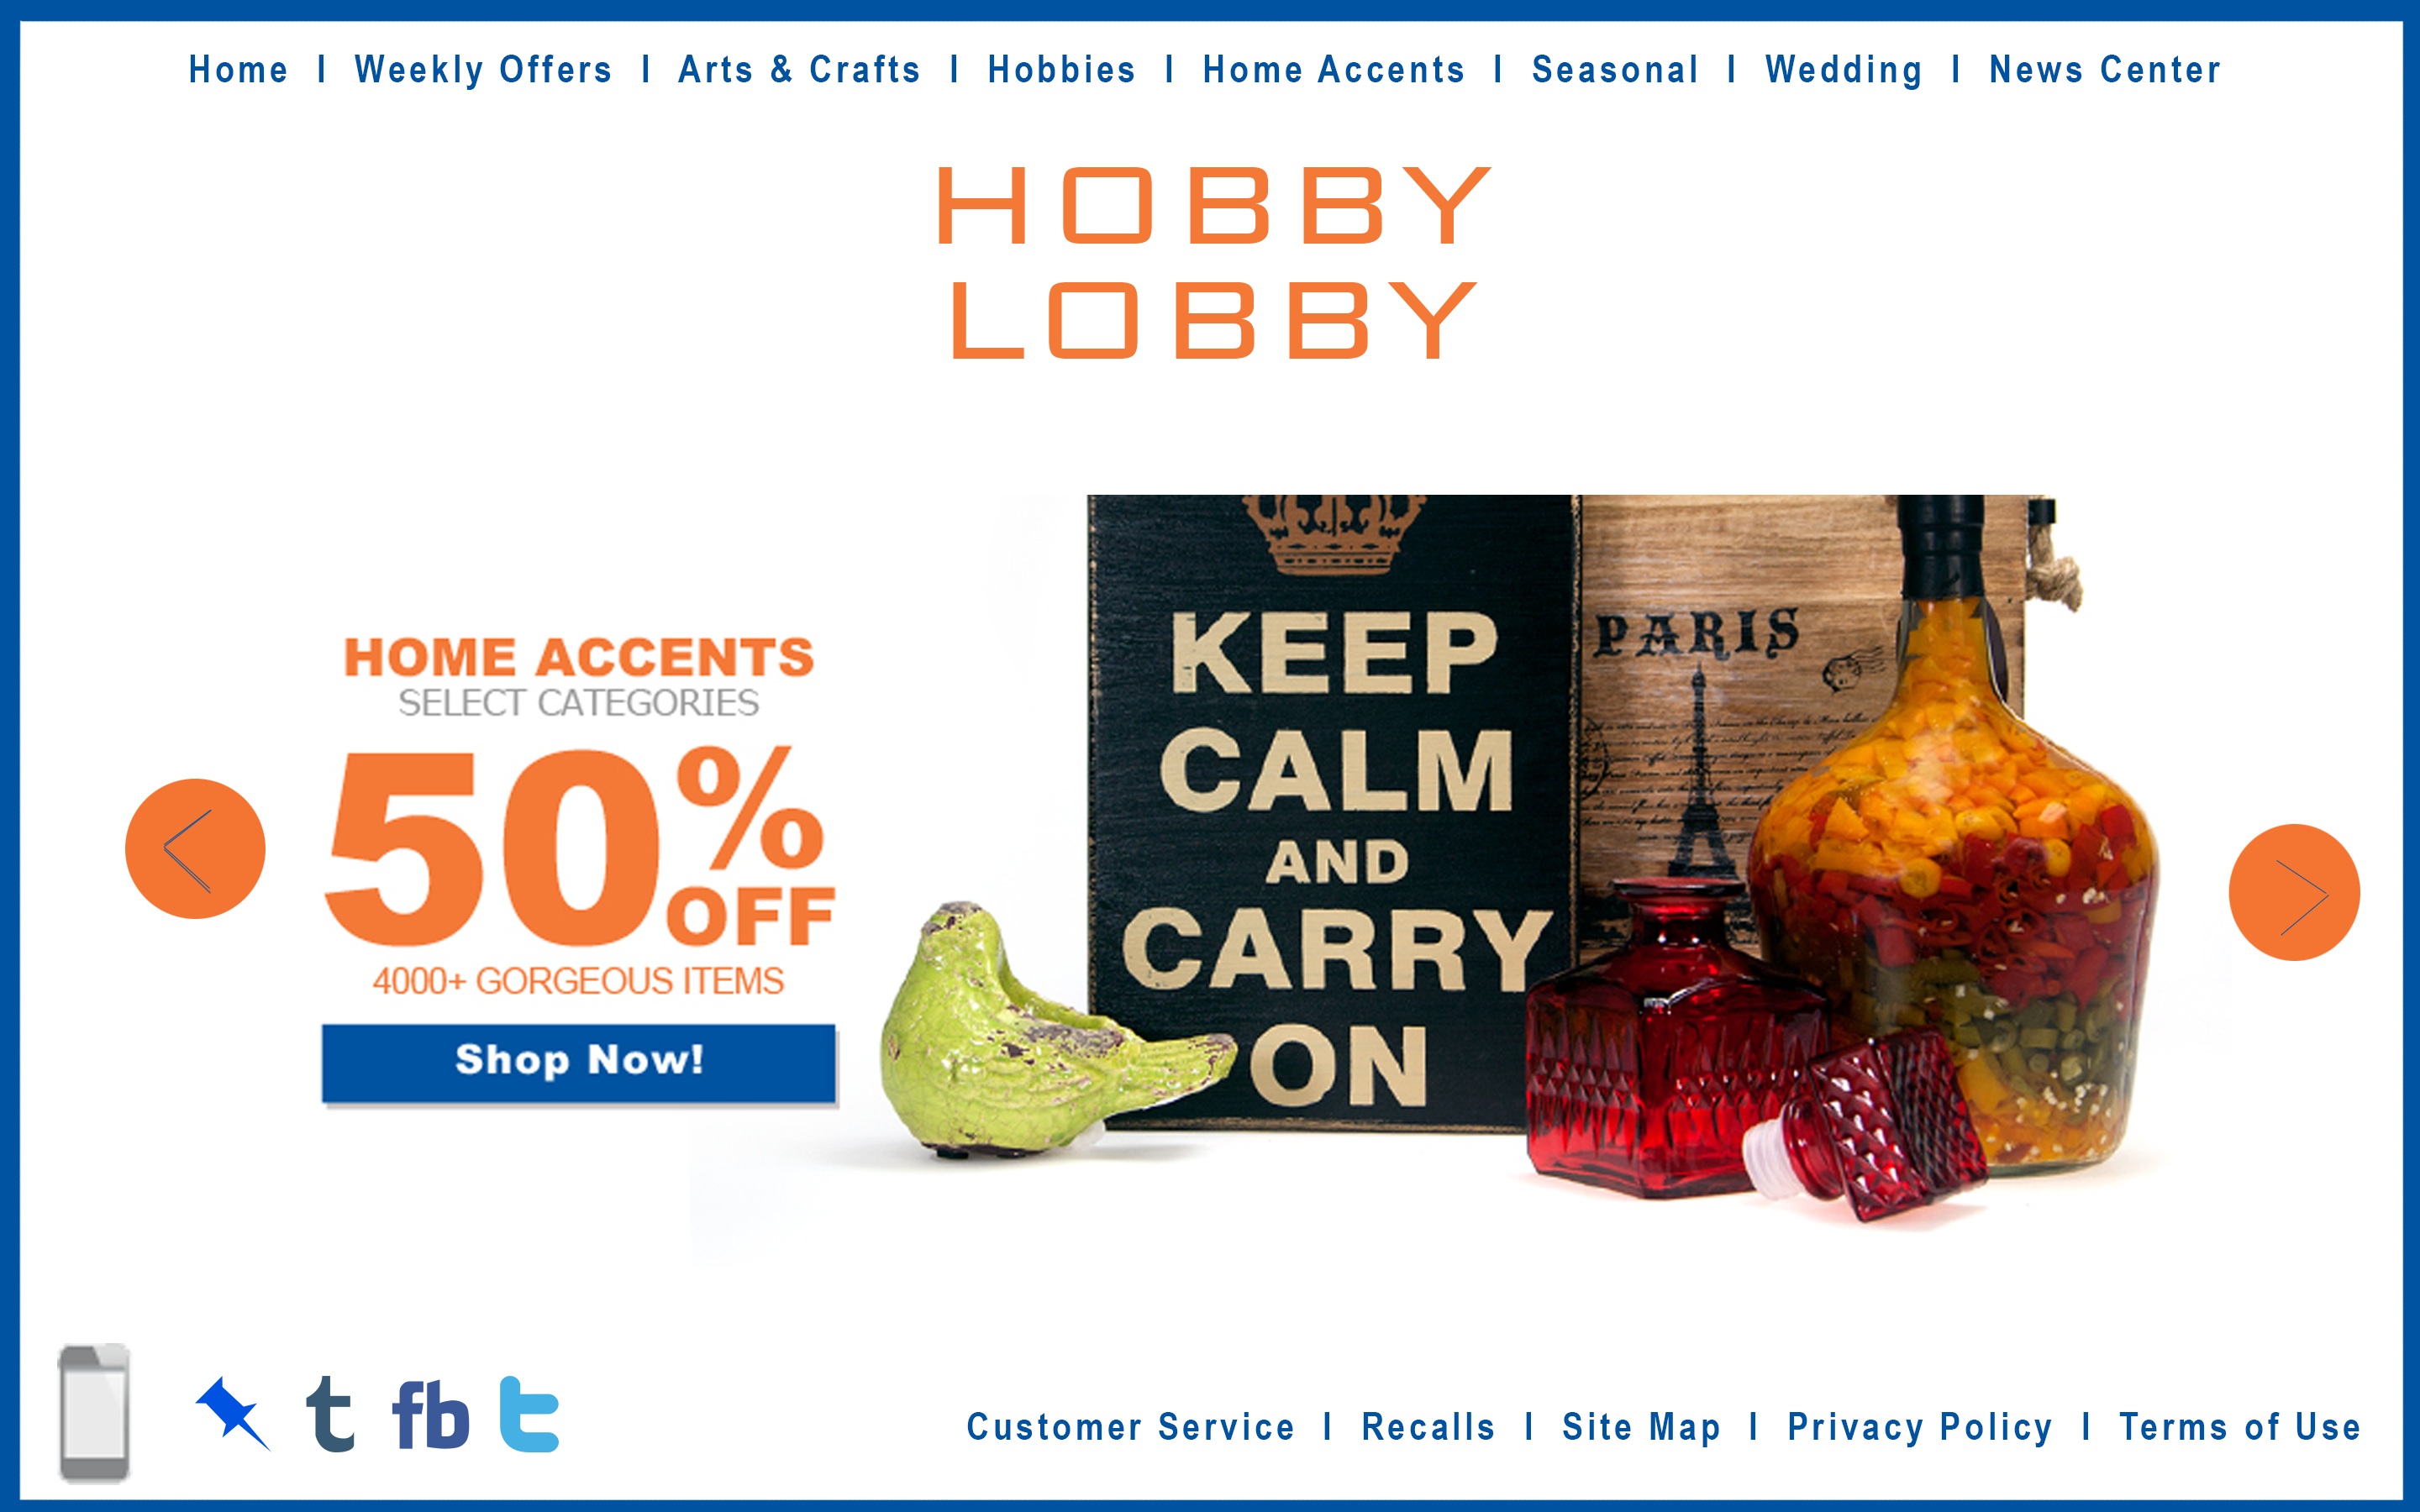 Home | Weekly Offers | Arts & Crafts | Hobbies | Home Accents | Seasonal | Wedding | News Center
HOBBY
LOBBY
HOME ACCENTS
SELECT CATEGORIES
50% OFF
4000+ GORGEOUS ITEMS
Shop Now!
KEEP
CALM
AND
CARRY
ON
PARIS
t fb t
Customer Service | Recalls | Site Map | Privacy Policy | Terms of Use